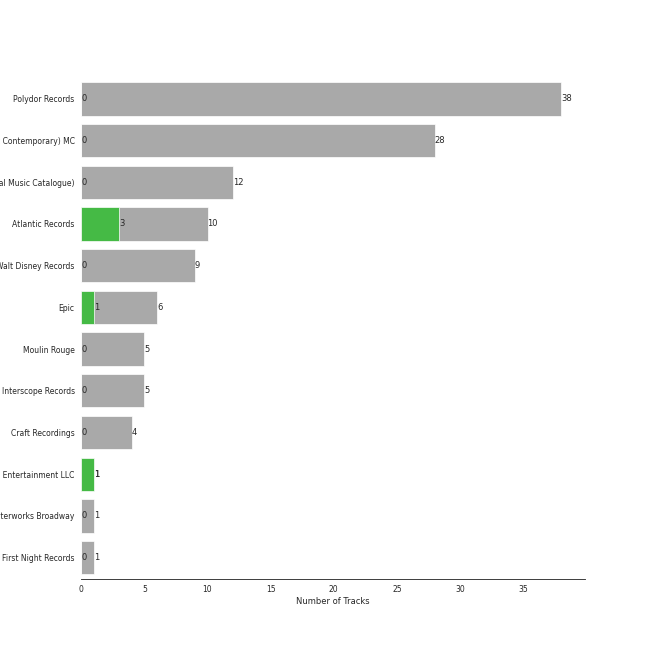 Polydor Records 0 38
Contemporary) MC 0 28
Music Catalogue) 0 12
Atlantic Records 3 10
Walt Disney Records 0 9
Epic 1 6
Moulin Rouge 0 5
Interscope Records 0 5
Craft Recordings 0 4
Entertainment LLC 1
Broadway 0 1
First Night Records 0 1
0 5 10 15 20 25 30 35
Number of Tracks